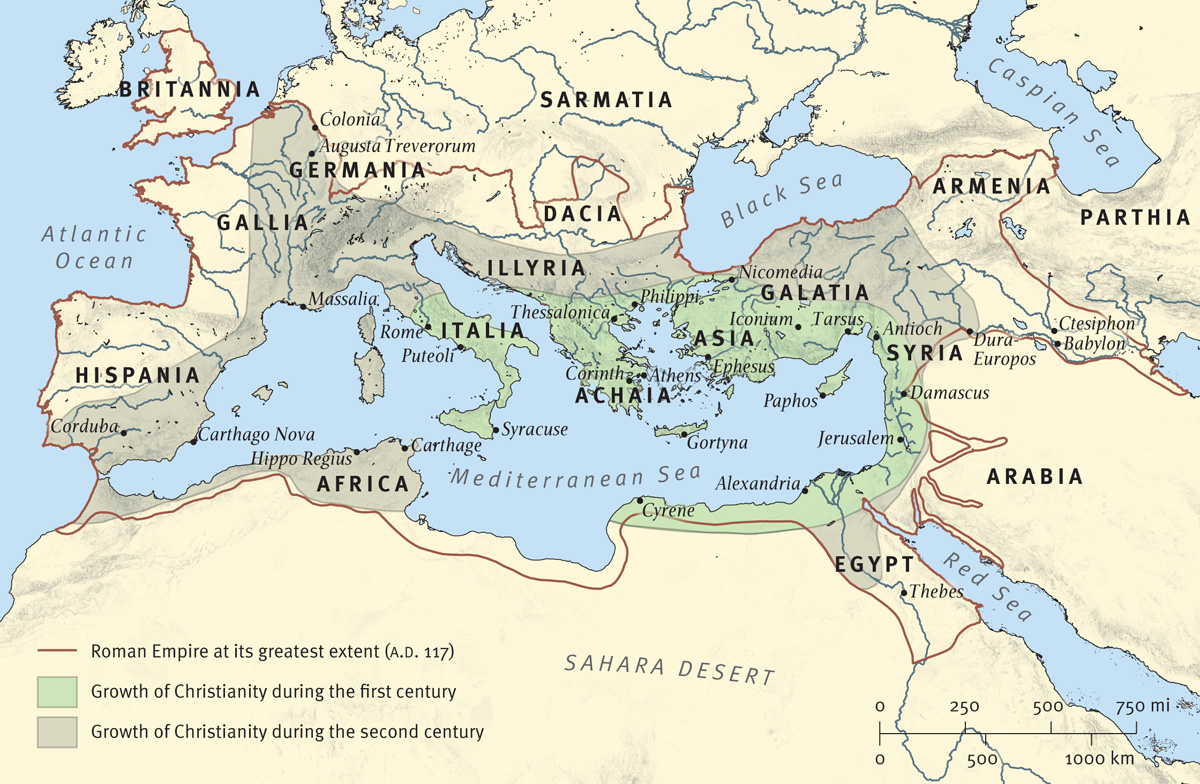 BRITANNIA
SARMATIA
Caspian Sea
Colonia
Augusta Treverorum
GERMANIA
ARMENIA
Atlantic
Ocean
GALLIA
DACIA
Black Sea
PARTHIA
ILLYRIA
Nicomedia
GALATIA
Massalia
Philippi
Thessalonica
Iconium
Tarsus
Rome
ITALIA
ASIA
Antioch
Ctesiphon
Babylon
Dura-
Europos
SYRIA
Puteoli
Ephesus
Corinth
Athens
HISPANIA
ACHAIA
Paphos
Damascus
Corduba
Carthago Nova
Syracuse
Gortyna
Jerusalem
Carthage
Hippo Regius
Mediterranean Sea
AFRICA
Alexandria
ARABIA
Cyrene
EGYPT
Red Sea
Thebes
SAHARA DESERT
Roman Empire at its greatest extent (A.D. 117)
Growth of Christianity during the first century
Growth of Christianity during the second century
0 250 500 750 mi
0 500 1000 km